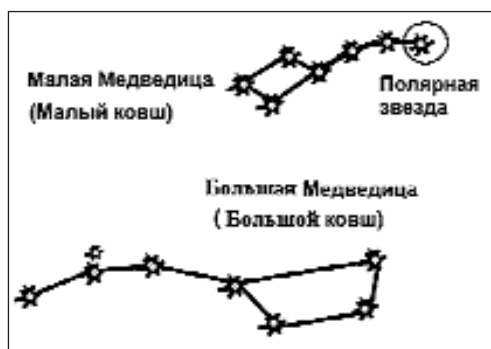 Малая Медведица
(Малый ковш)
Полярная
звезда
Большая Медведица
( Большой ковш)